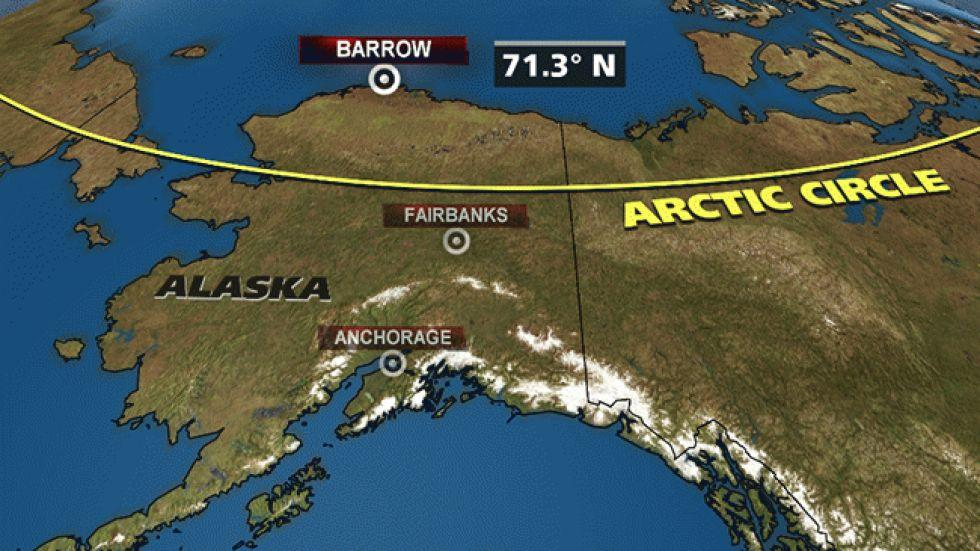 BARROW
71.3° N
ARCTIC CIRCLE
FAIRBANKS
ALASKA
ANCHORAGE